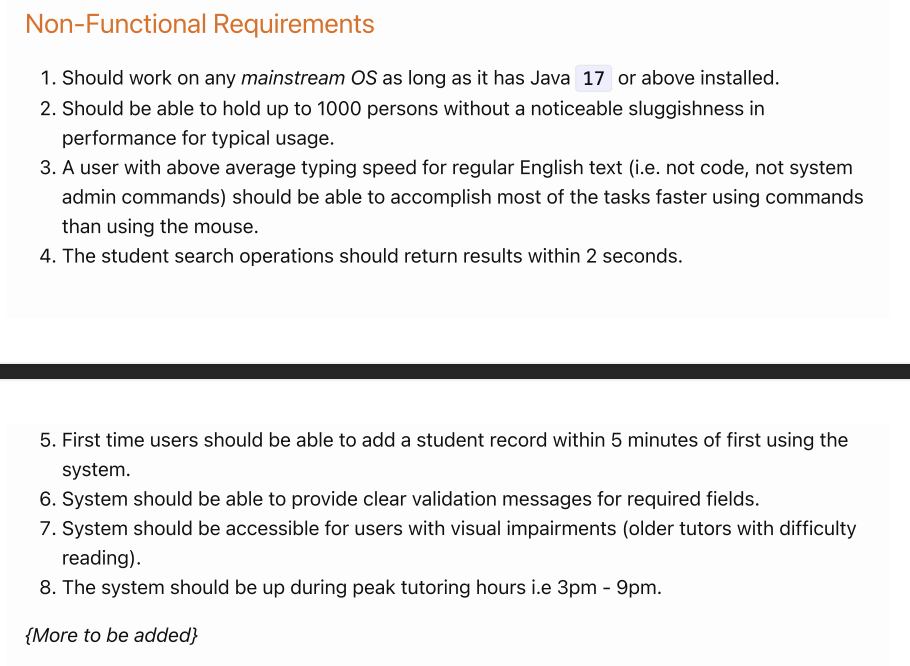 Non-Functional Requirements
1. Should work on any mainstream OS as long as it has Java 17 or above installed.
2. Should be able to hold up to 1000 persons without a noticeable sluggishness in
performance for typical usage.
3. A user with above average typing speed for regular English text (i.e. not code, not system
admin commands) should be able to accomplish most of the tasks faster using commands
than using the mouse.
4. The student search operations should return results within 2 seconds.
5. First time users should be able to add a student record within 5 minutes of first using the
system.
6. System should be able to provide clear validation messages for required fields.
7. System should be accessible for users with visual impairments (older tutors with difficulty
reading).
8. The system should be up during peak tutoring hours i.e 3pm - 9pm.
{More to be added}